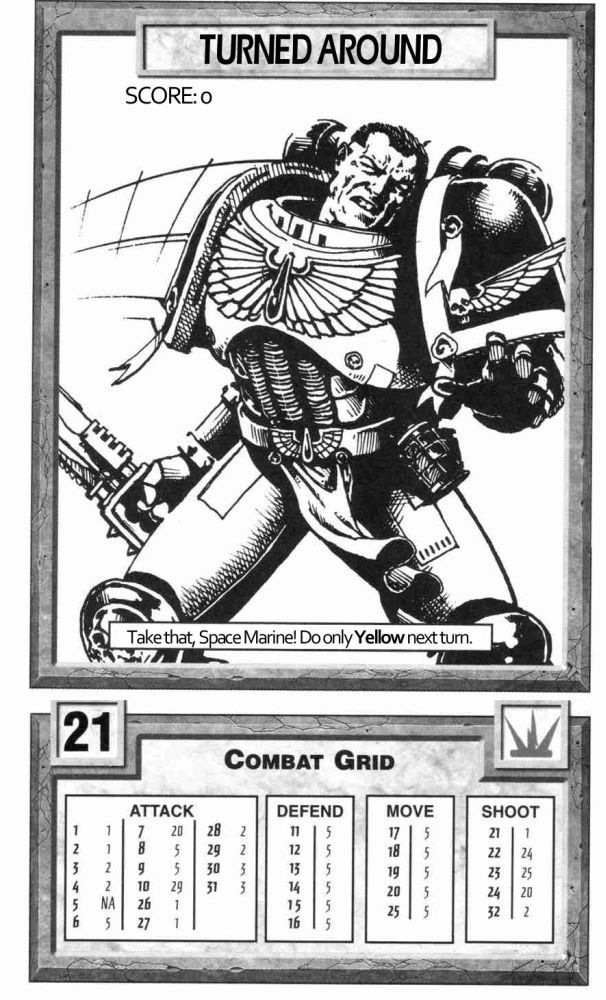 TURNED AROUND
SCORE: 0
Take that, Space Marine! Do only Yellow next turn.
21
COMBAT GRID
ATTACK
1 1 7 20 28 2
2 1 8 5 29 2
3 2 9 5 30 3
4 2 10 29 31 3
5 NA 26 1
6 5 27 1
DEFEND
11 5
12 5
13 5
14 5
15 5
16 5
MOVE
17 5
18 5
19 5
20 5
25 5
SHOOT
21 1
22 24
23 25
24 20
32 2